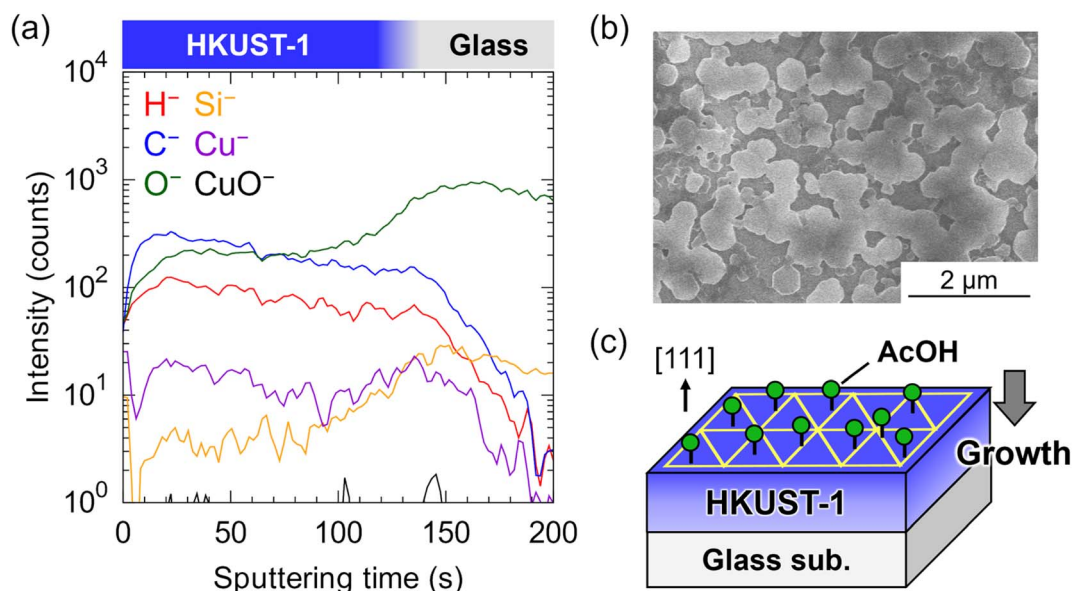 (a)
HKUST-1 Glass
10⁴
10³
10²
10¹
10⁰
Intensity (counts)
H⁻ Si⁻
C⁻ Cu⁻
O⁻ CuO⁻
0 50 100 150 200
Sputtering time (s)
(b)
2 µm
(c)
[111]
AcOH
Growth
HKUST-1
Glass sub.